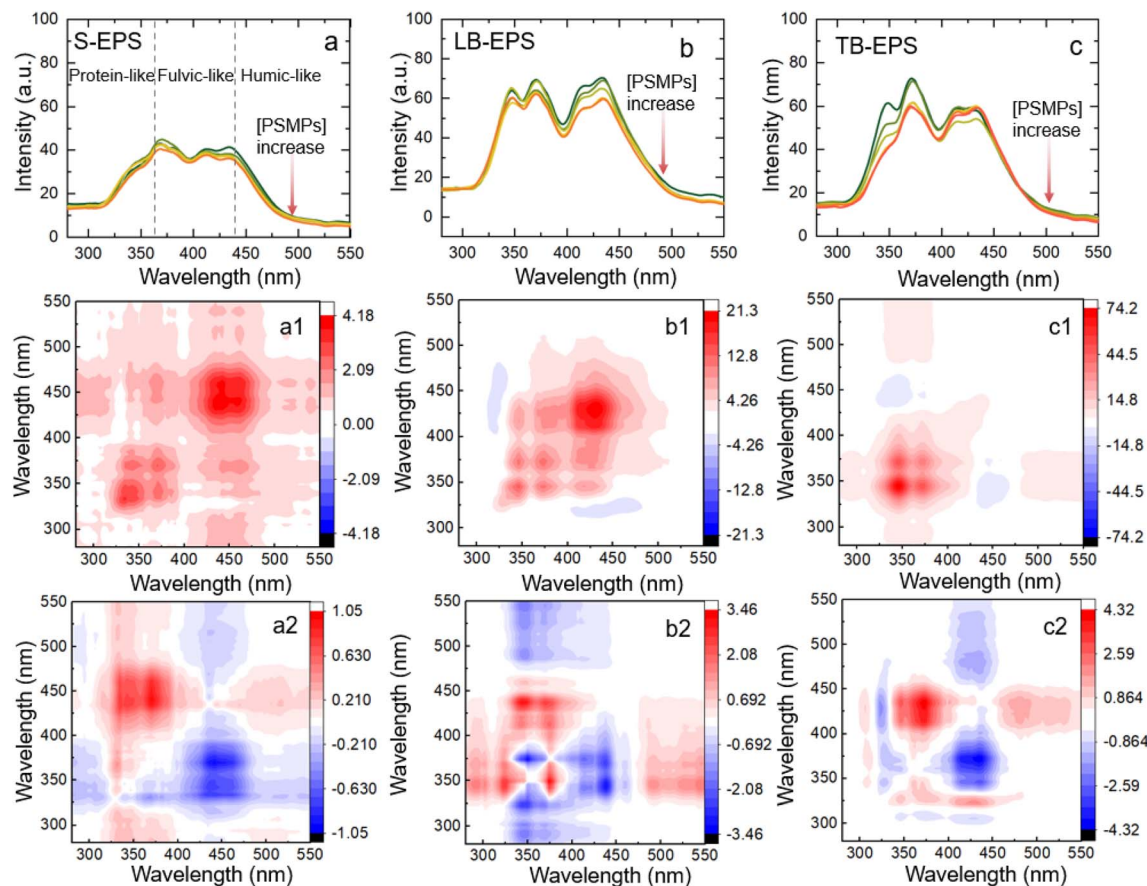 S-EPS
a
Protein-like Fulvic-like Humic-like
[PSMPs]
increase
Intensity (a.u.)
100
80
60
40
20
0
300 350 400 450 500 550
Wavelength (nm)
LB-EPS
b
[PSMPs]
increase
Intensity (a.u.)
100
80
60
40
20
0
300 350 400 450 500 550
Wavelength (nm)
TB-EPS
c
[PSMPs]
increase
Intensity (nm)
100
80
60
40
20
0
300 350 400 450 500 550
Wavelength (nm)
a1
Wavelength (nm)
550
500
450
400
350
300
300 350 400 450 500
Wavelength (nm)
4.18
2.09
0.00
-2.09
-4.18
b1
Wavelength (nm)
550
500
450
400
350
300
300 350 400 450 500
Wavelength (nm)
21.3
12.8
4.26
-4.26
-12.8
-21.3
c1
Wavelength (nm)
550
500
450
400
350
300
300 350 400 450 500
Wavelength (nm)
74.2
44.5
14.8
-14.8
-44.5
-74.2
a2
Wavelength (nm)
550
500
450
400
350
300
300 350 400 450 500 550
Wavelength (nm)
1.05
0.630
0.210
-0.210
-0.630
-1.05
b2
Wavelength (nm)
550
500
450
400
350
300
300 350 400 450 500 550
Wavelength (nm)
3.46
2.08
0.692
-0.692
-2.08
-3.46
c2
Wavelength (nm)
550
500
450
400
350
300
300 350 400 450 500 550
Wavelength (nm)
4.32
2.59
0.864
-0.864
-2.59
-4.32